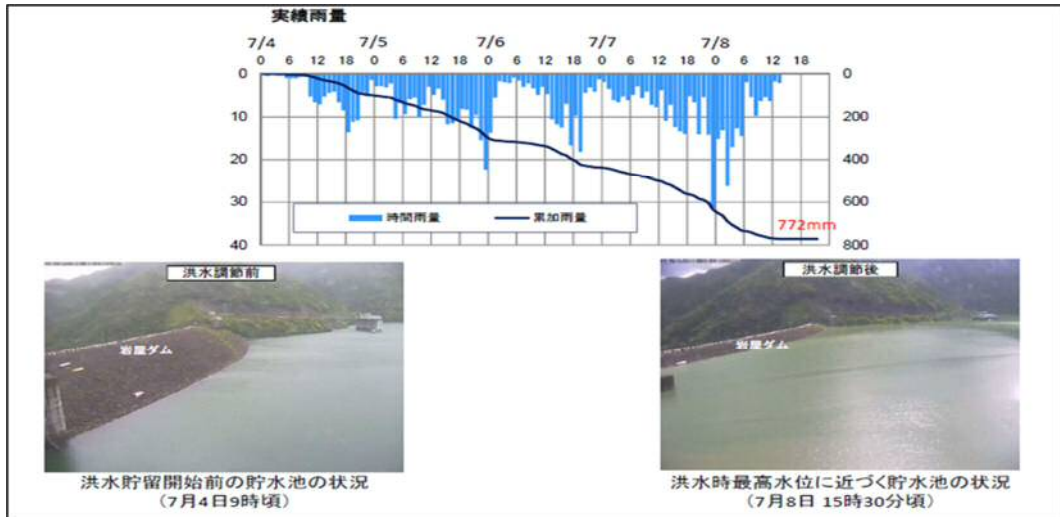 実績雨量
7/4 7/5 7/6 7/7 7/8
0 6 12 18 0 6 12 18 0 6 12 18 0 6 12 18 0 6 12 18
0 0
10 200
20 400
30 600
40 800
時間雨量 累加雨量
772mm
洪水調節前
岩屋ダム
洪水貯留開始前の貯水池の状況
(7月4日9時頃)
洪水調節後
岩屋ダム
洪水時最高水位に近づく貯水池の状況
(7月8日 15時30分頃)